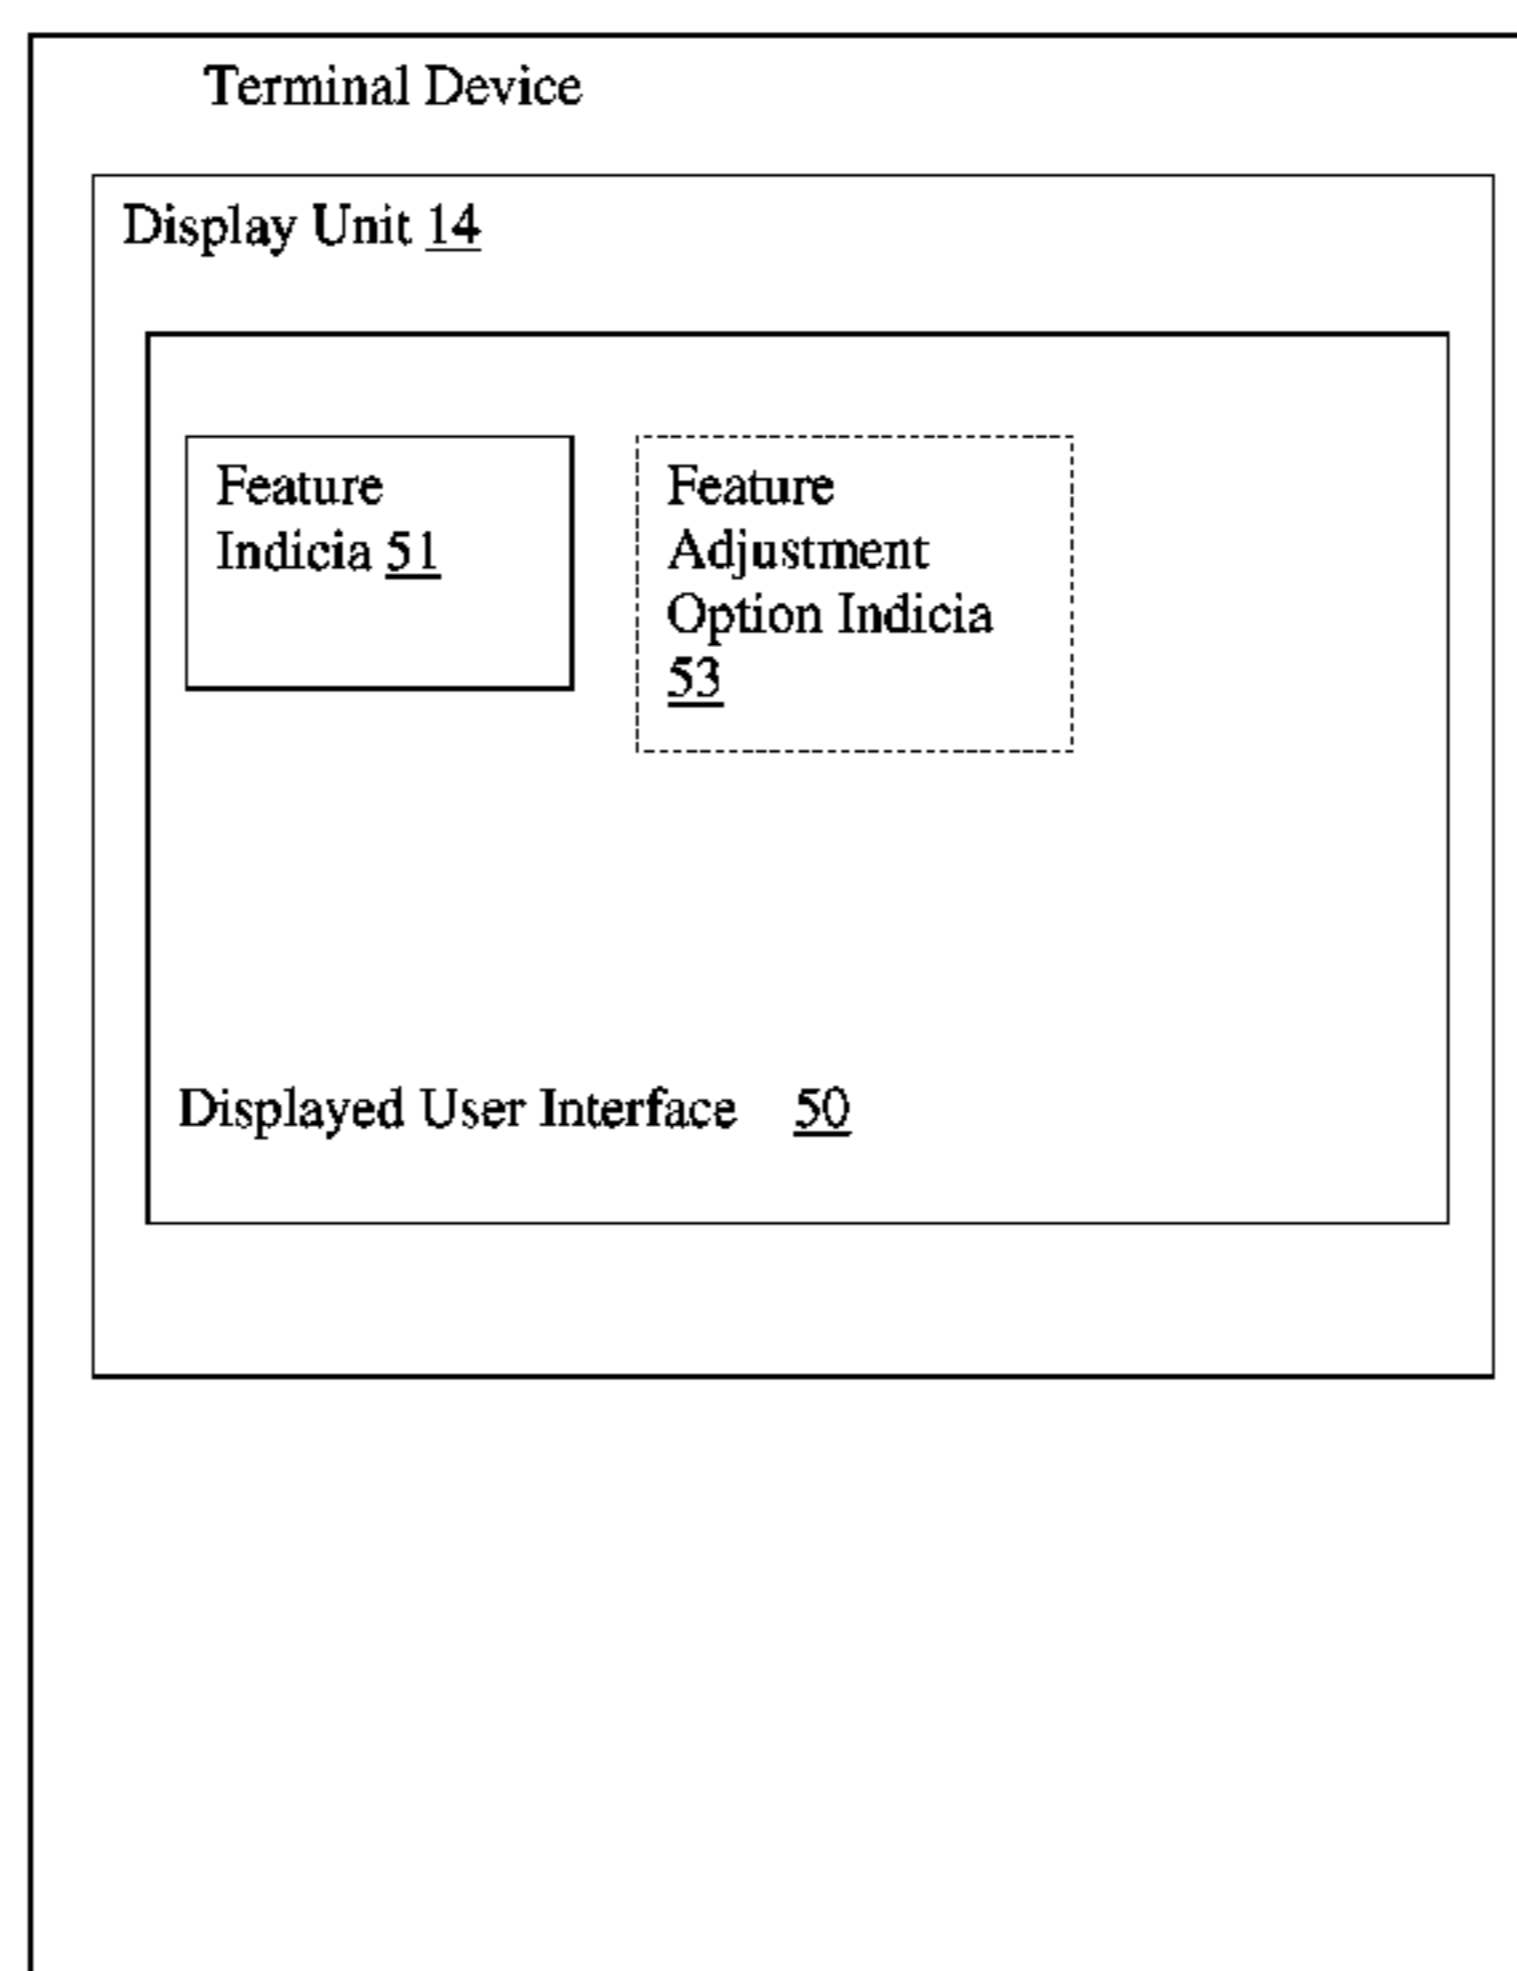 Terminal Device
Display Unit 14
Feature
Indicia 51
Feature
Adjustment
Option Indicia
53
Displayed User Interface 50